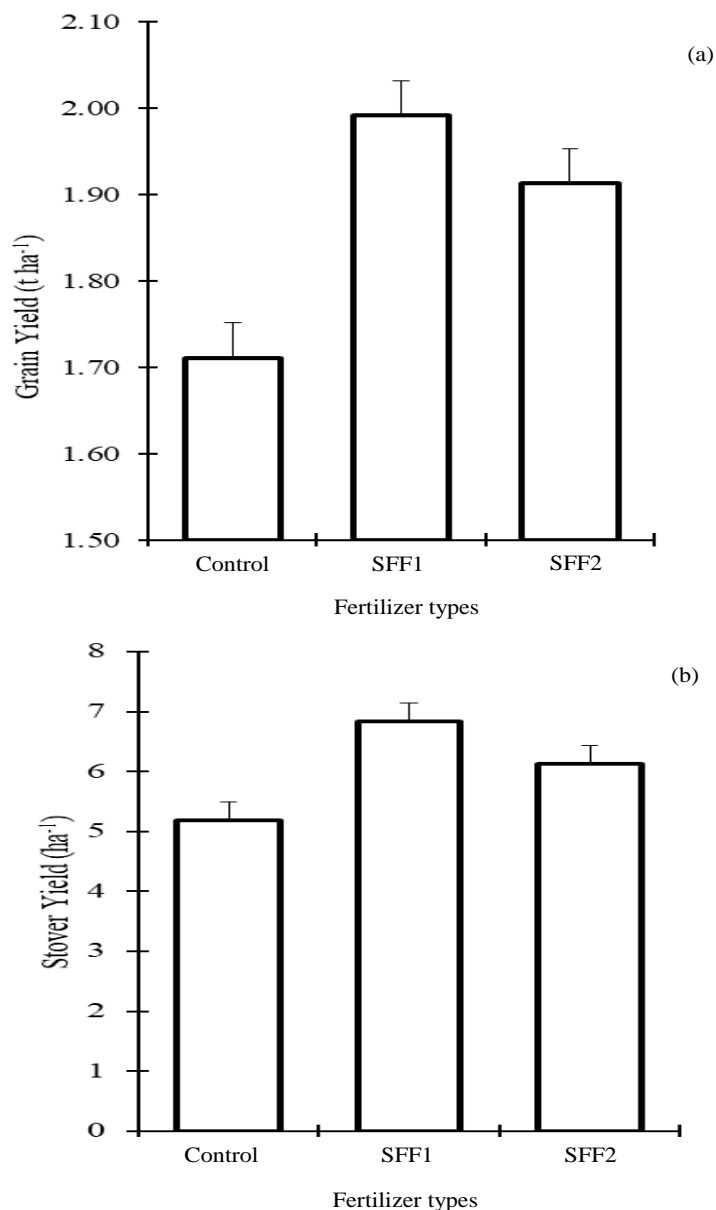 (a)
Grain Yield (t ha⁻¹)
2.10
2.00
1.90
1.80
1.70
1.60
1.50
Control SFF1 SFF2
Fertilizer types
(b)
Stover Yield (ha⁻¹)
8
7
6
5
4
3
2
1
0
Control SFF1 SFF2
Fertilizer types